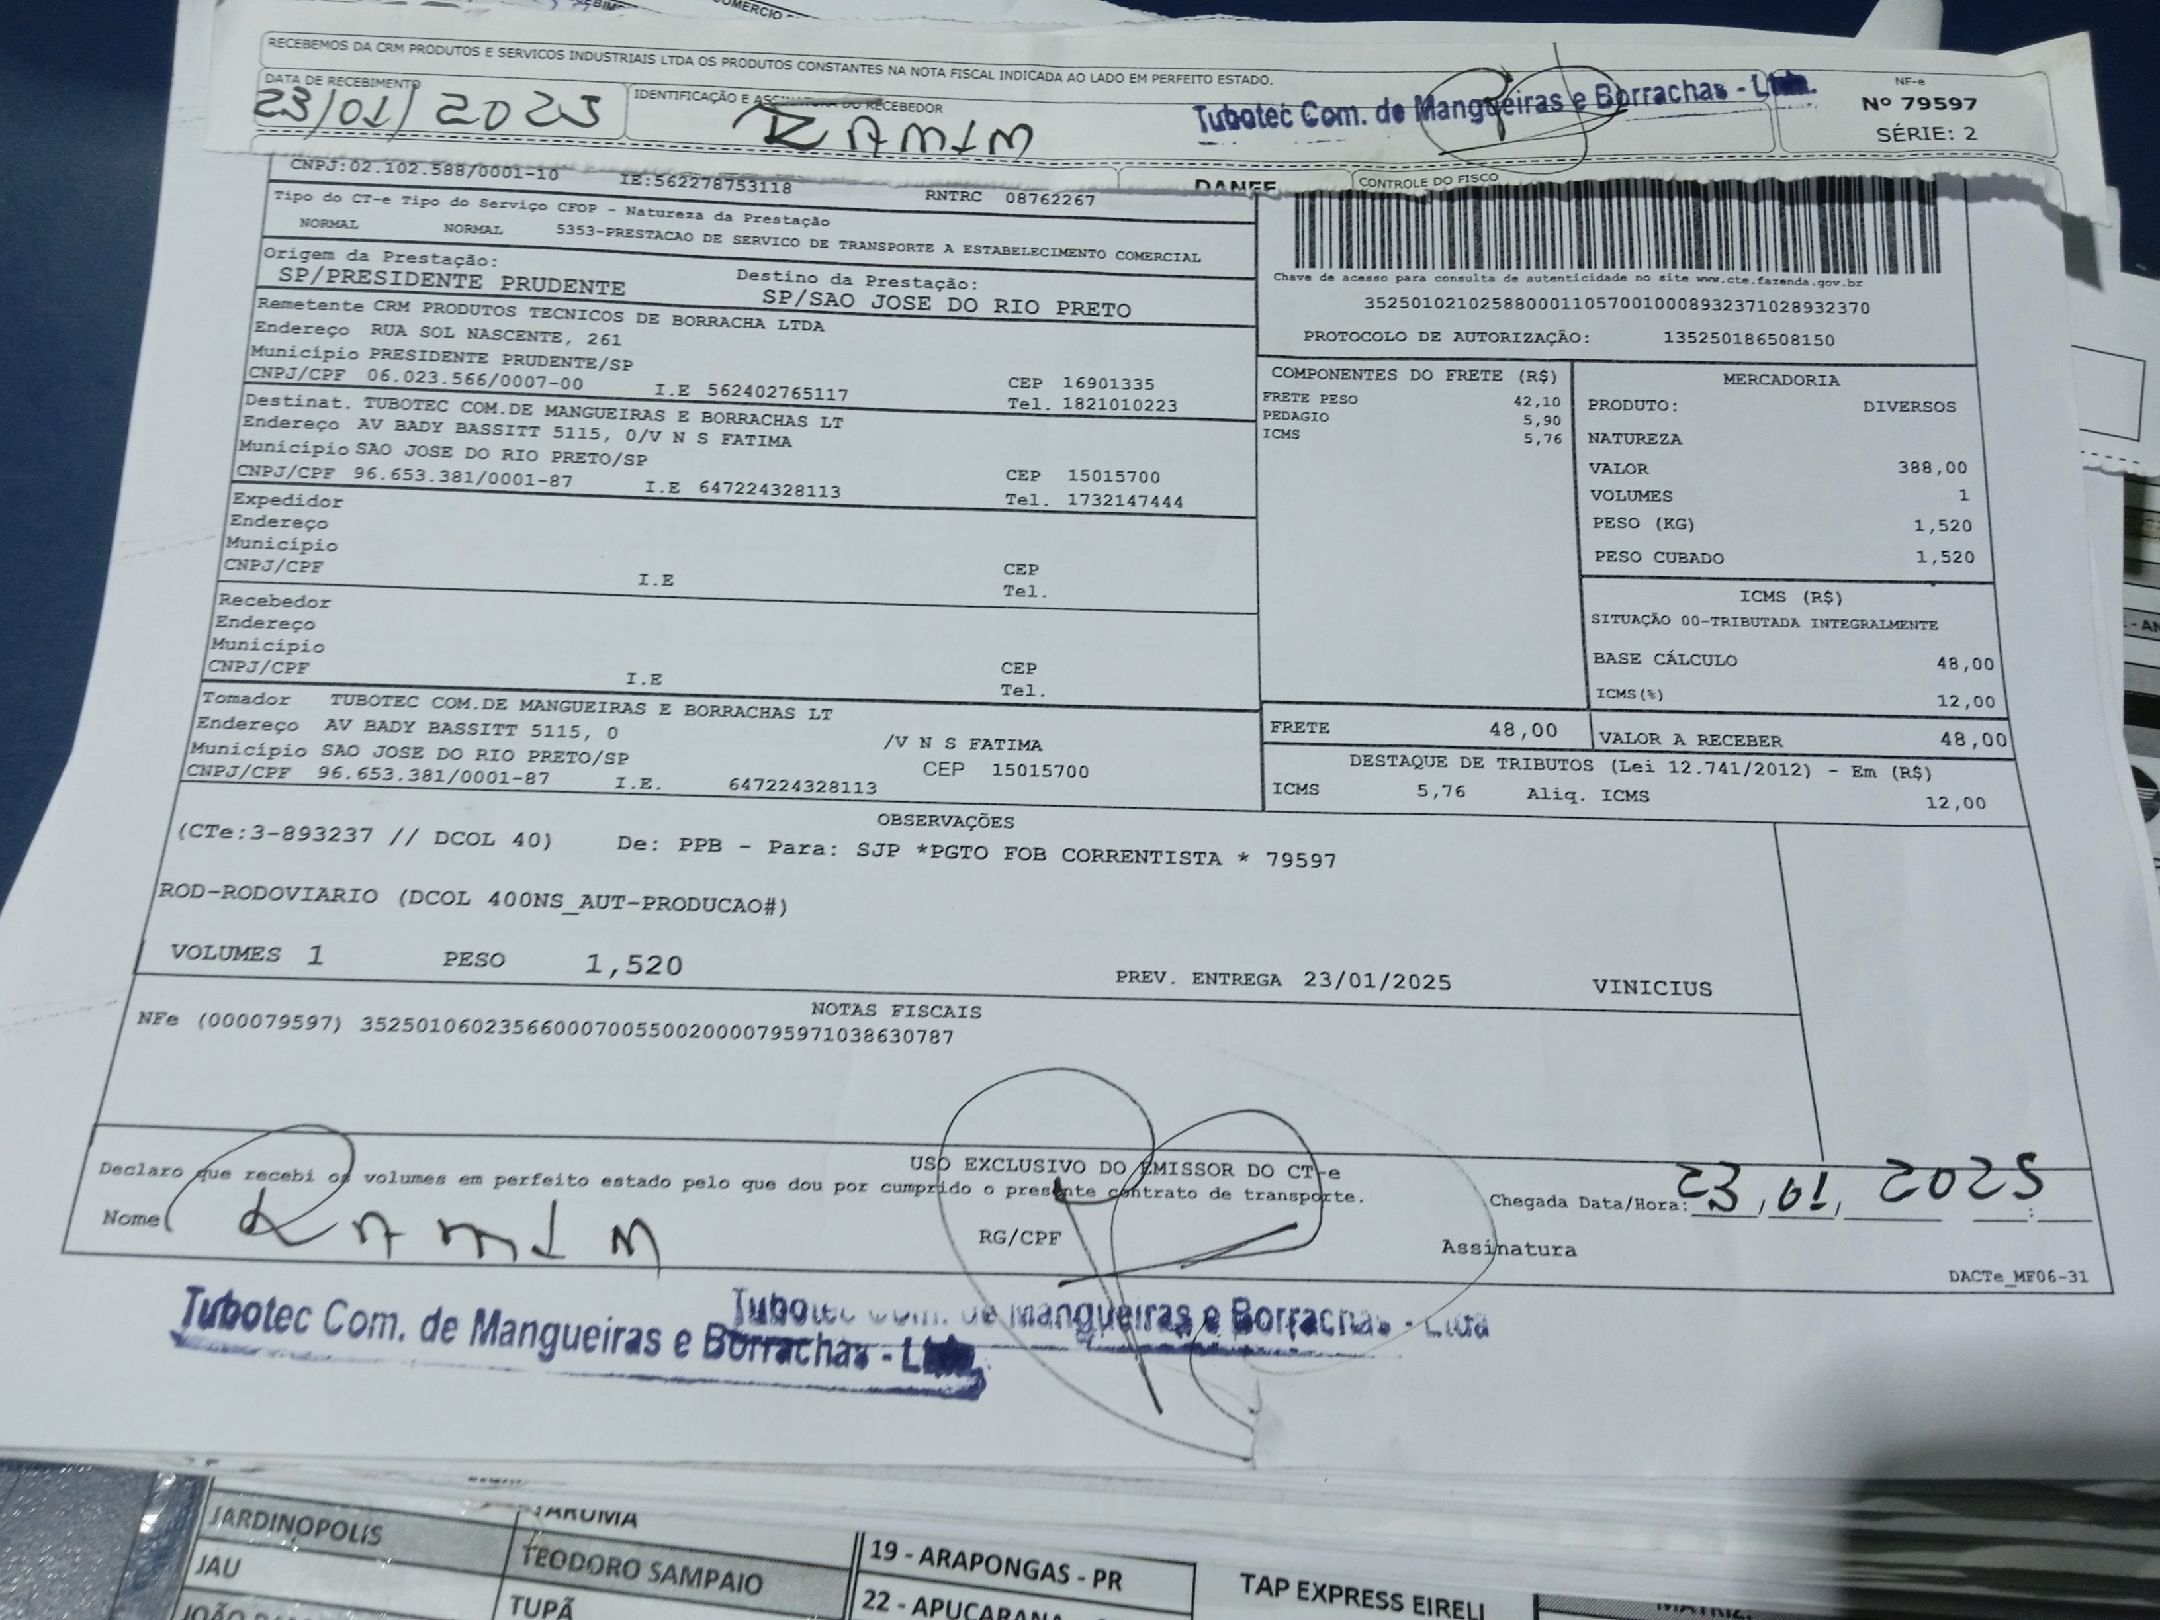 RECEBEMOS DA CRM PRODUTOS E SERVICOS INDUSTRIAIS LTDA OS PRODUTOS CONSTANTES NA NOTA FISCAL INDICADA AO LADO EM PERFEITO ESTADO.
DATA DE RECEBIMENTO
23/01/2025
IDENTIFICAÇÃO E ASSINATURA DO RECEBEDOR
RAMIM
Tubotec Com. de Mangueiras e Borrachas - Ltda.
NF-e
Nº 79597
SÉRIE: 2
CNPJ:02.102.588/0001-10 IE:562278753118 RNTRC 08762267
DANFE
CONTROLE DO FISCO
Tipo do CT-e Tipo do Serviço CFOP - Natureza da Prestação
NORMAL NORMAL 5353-PRESTACAO DE SERVICO DE TRANSPORTE A ESTABELECIMENTO COMERCIAL
Origem da Prestação: Destino da Prestação:
SP/PRESIDENTE PRUDENTE SP/SAO JOSE DO RIO PRETO
Chave de acesso para consulta de autenticidade no site www.cte.fazenda.gov.br
35250102102588000110570010008932371028932370
PROTOCOLO DE AUTORIZAÇÃO: 135250186508150
Remetente CRM PRODUTOS TECNICOS DE BORRACHA LTDA
Endereço RUA SOL NASCENTE, 261
Município PRESIDENTE PRUDENTE/SP CEP 16901335
CNPJ/CPF 06.023.566/0007-00 I.E 562402765117 Tel. 1821010223
Destinat. TUBOTEC COM.DE MANGUEIRAS E BORRACHAS LT
Endereço AV BADY BASSITT 5115, 0/V N S FATIMA
Município SAO JOSE DO RIO PRETO/SP CEP 15015700
CNPJ/CPF 96.653.381/0001-87 I.E 647224328113 Tel. 1732147444
Expedidor
Endereço
Município CEP
CNPJ/CPF I.E Tel.
Recebedor
Endereço
Município CEP
CNPJ/CPF I.E Tel.
Tomador TUBOTEC COM.DE MANGUEIRAS E BORRACHAS LT
Endereço AV BADY BASSITT 5115, 0 /V N S FATIMA
Município SAO JOSE DO RIO PRETO/SP CEP 15015700
CNPJ/CPF 96.653.381/0001-87 I.E. 647224328113
COMPONENTES DO FRETE (R$)
FRETE PESO 42,10
PEDAGIO 5,90
ICMS 5,76
MERCADORIA
PRODUTO: DIVERSOS
NATUREZA
VALOR 388,00
VOLUMES 1
PESO (KG) 1,520
PESO CUBADO 1,520
ICMS (R$)
SITUAÇÃO 00-TRIBUTADA INTEGRALMENTE
BASE CÁLCULO 48,00
ICMS(%) 12,00
FRETE 48,00 VALOR A RECEBER 48,00
DESTAQUE DE TRIBUTOS (Lei 12.741/2012) - Em (R$)
ICMS 5,76 Aliq. ICMS 12,00
OBSERVAÇÕES
(CTe:3-893237 // DCOL 40) De: PPB - Para: SJP *PGTO FOB CORRENTISTA * 79597
ROD-RODOVIARIO (DCOL 400NS_AUT-PRODUCAO#)
VOLUMES 1 PESO 1,520 PREV. ENTREGA 23/01/2025 VINICIUS
NOTAS FISCAIS
NFe (000079597) 35250106023566000700550020000795971038630787
USO EXCLUSIVO DO EMISSOR DO CT-e
Declaro que recebi os volumes em perfeito estado pelo que dou por cumprido o presente contrato de transporte.
Chegada Data/Hora: 23/01/2025 :
Nome RAMIM RG/CPF Assinatura
DACTe_MF06-31
Tubotec Com. de Mangueiras e Borrachas - Ltda.
Tubotec Com. de Mangueiras e Borrachas - Ltda
JARDINOPOLIS
TARUMA
JAU
TEODORO SAMPAIO
TUPÃ
19 - ARAPONGAS - PR
22 - APUCARANA
TAP EXPRESS EIRELI